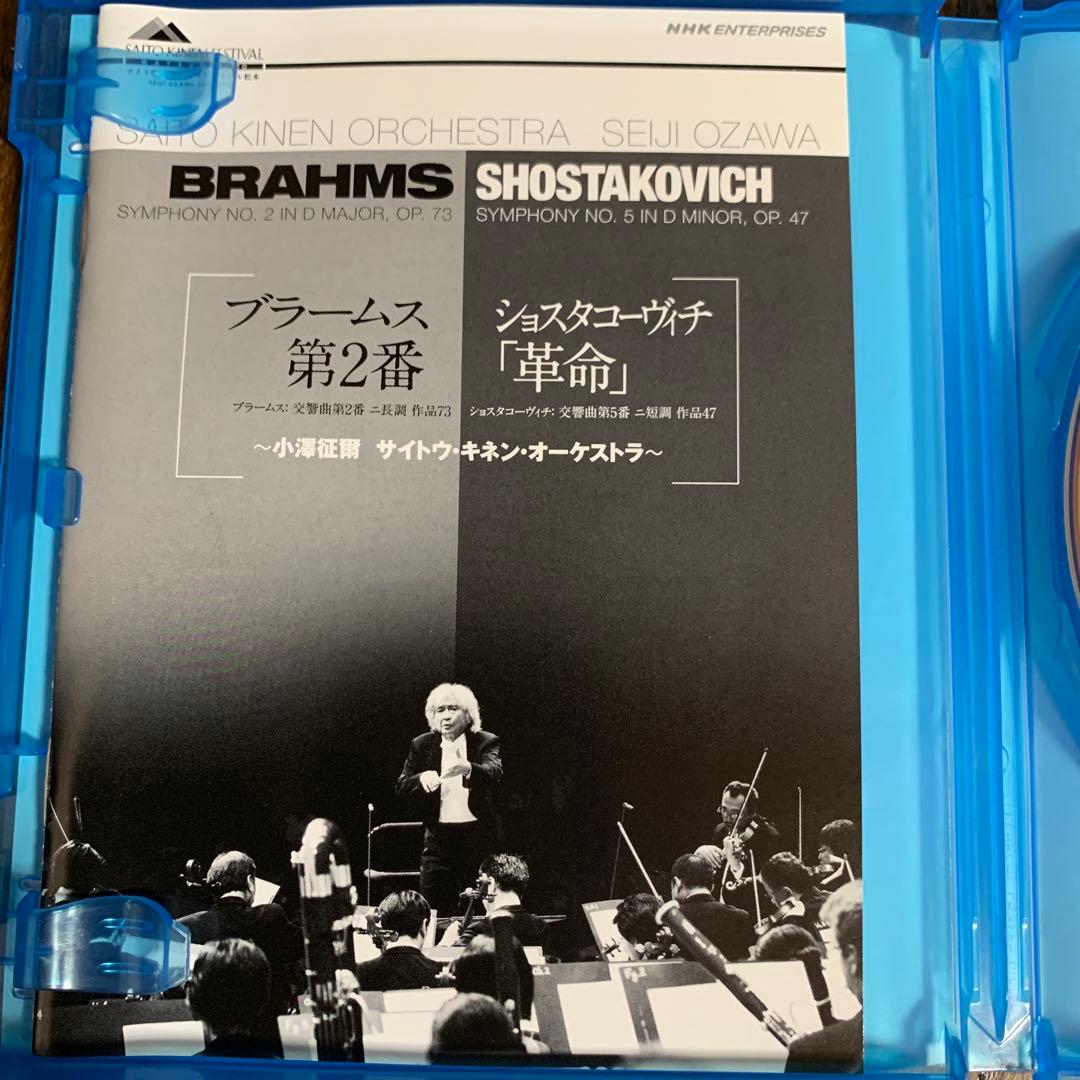 NHK ENTERPRISES
SAITO KINEN FESTIVAL
SAITO KINEN ORCHESTRA SEIJI OZAWA
BRAHMS
SYMPHONY NO. 2 IN D MAJOR, OP. 73
SHOSTAKOVICH
SYMPHONY NO. 5 IN D MINOR, OP. 47
ブラームス
第2番
ブラームス: 交響曲第2番 ニ長調 作品73
ショスタコーヴィチ
「革命」
ショスタコーヴィチ: 交響曲第5番 ニ短調 作品47
～小澤征爾 サイトウ・キネン・オーケストラ～